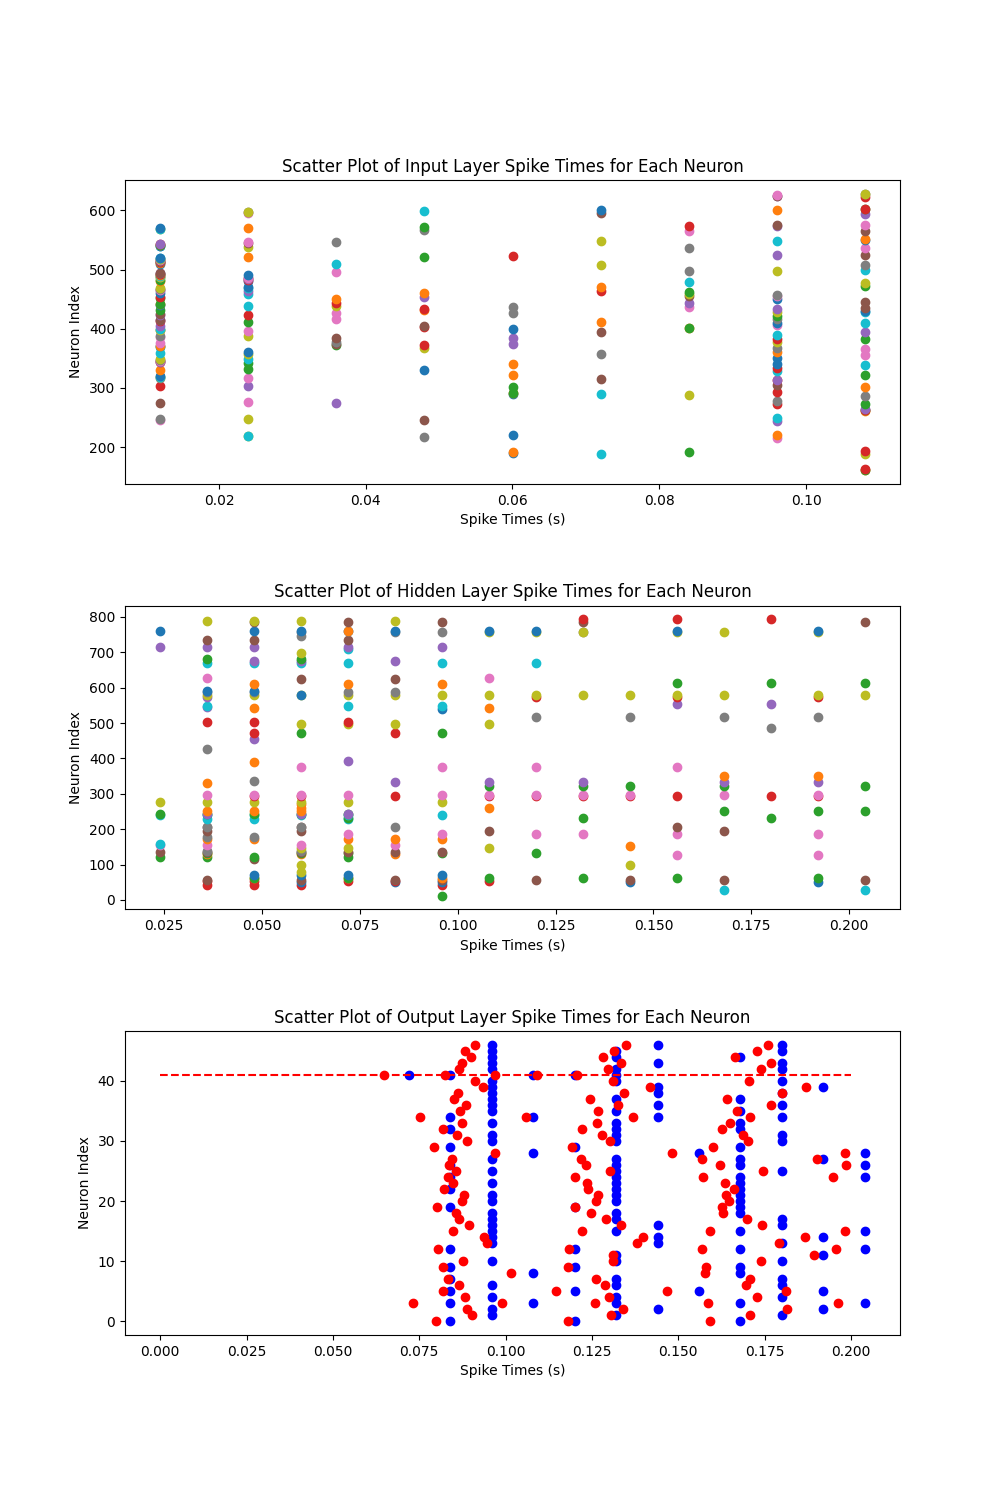 Scatter Plot of Input Layer Spike Times for Each Neuron
Neuron Index
600
500
400
300
200
0.02 0.04 0.06 0.08 0.10
Spike Times (s)
Scatter Plot of Hidden Layer Spike Times for Each Neuron
Neuron Index
800
700
600
500
400
300
200
100
0
0.025 0.050 0.075 0.100 0.125 0.150 0.175 0.200
Spike Times (s)
Scatter Plot of Output Layer Spike Times for Each Neuron
Neuron Index
40
30
20
10
0
0.000 0.025 0.050 0.075 0.100 0.125 0.150 0.175 0.200
Spike Times (s)